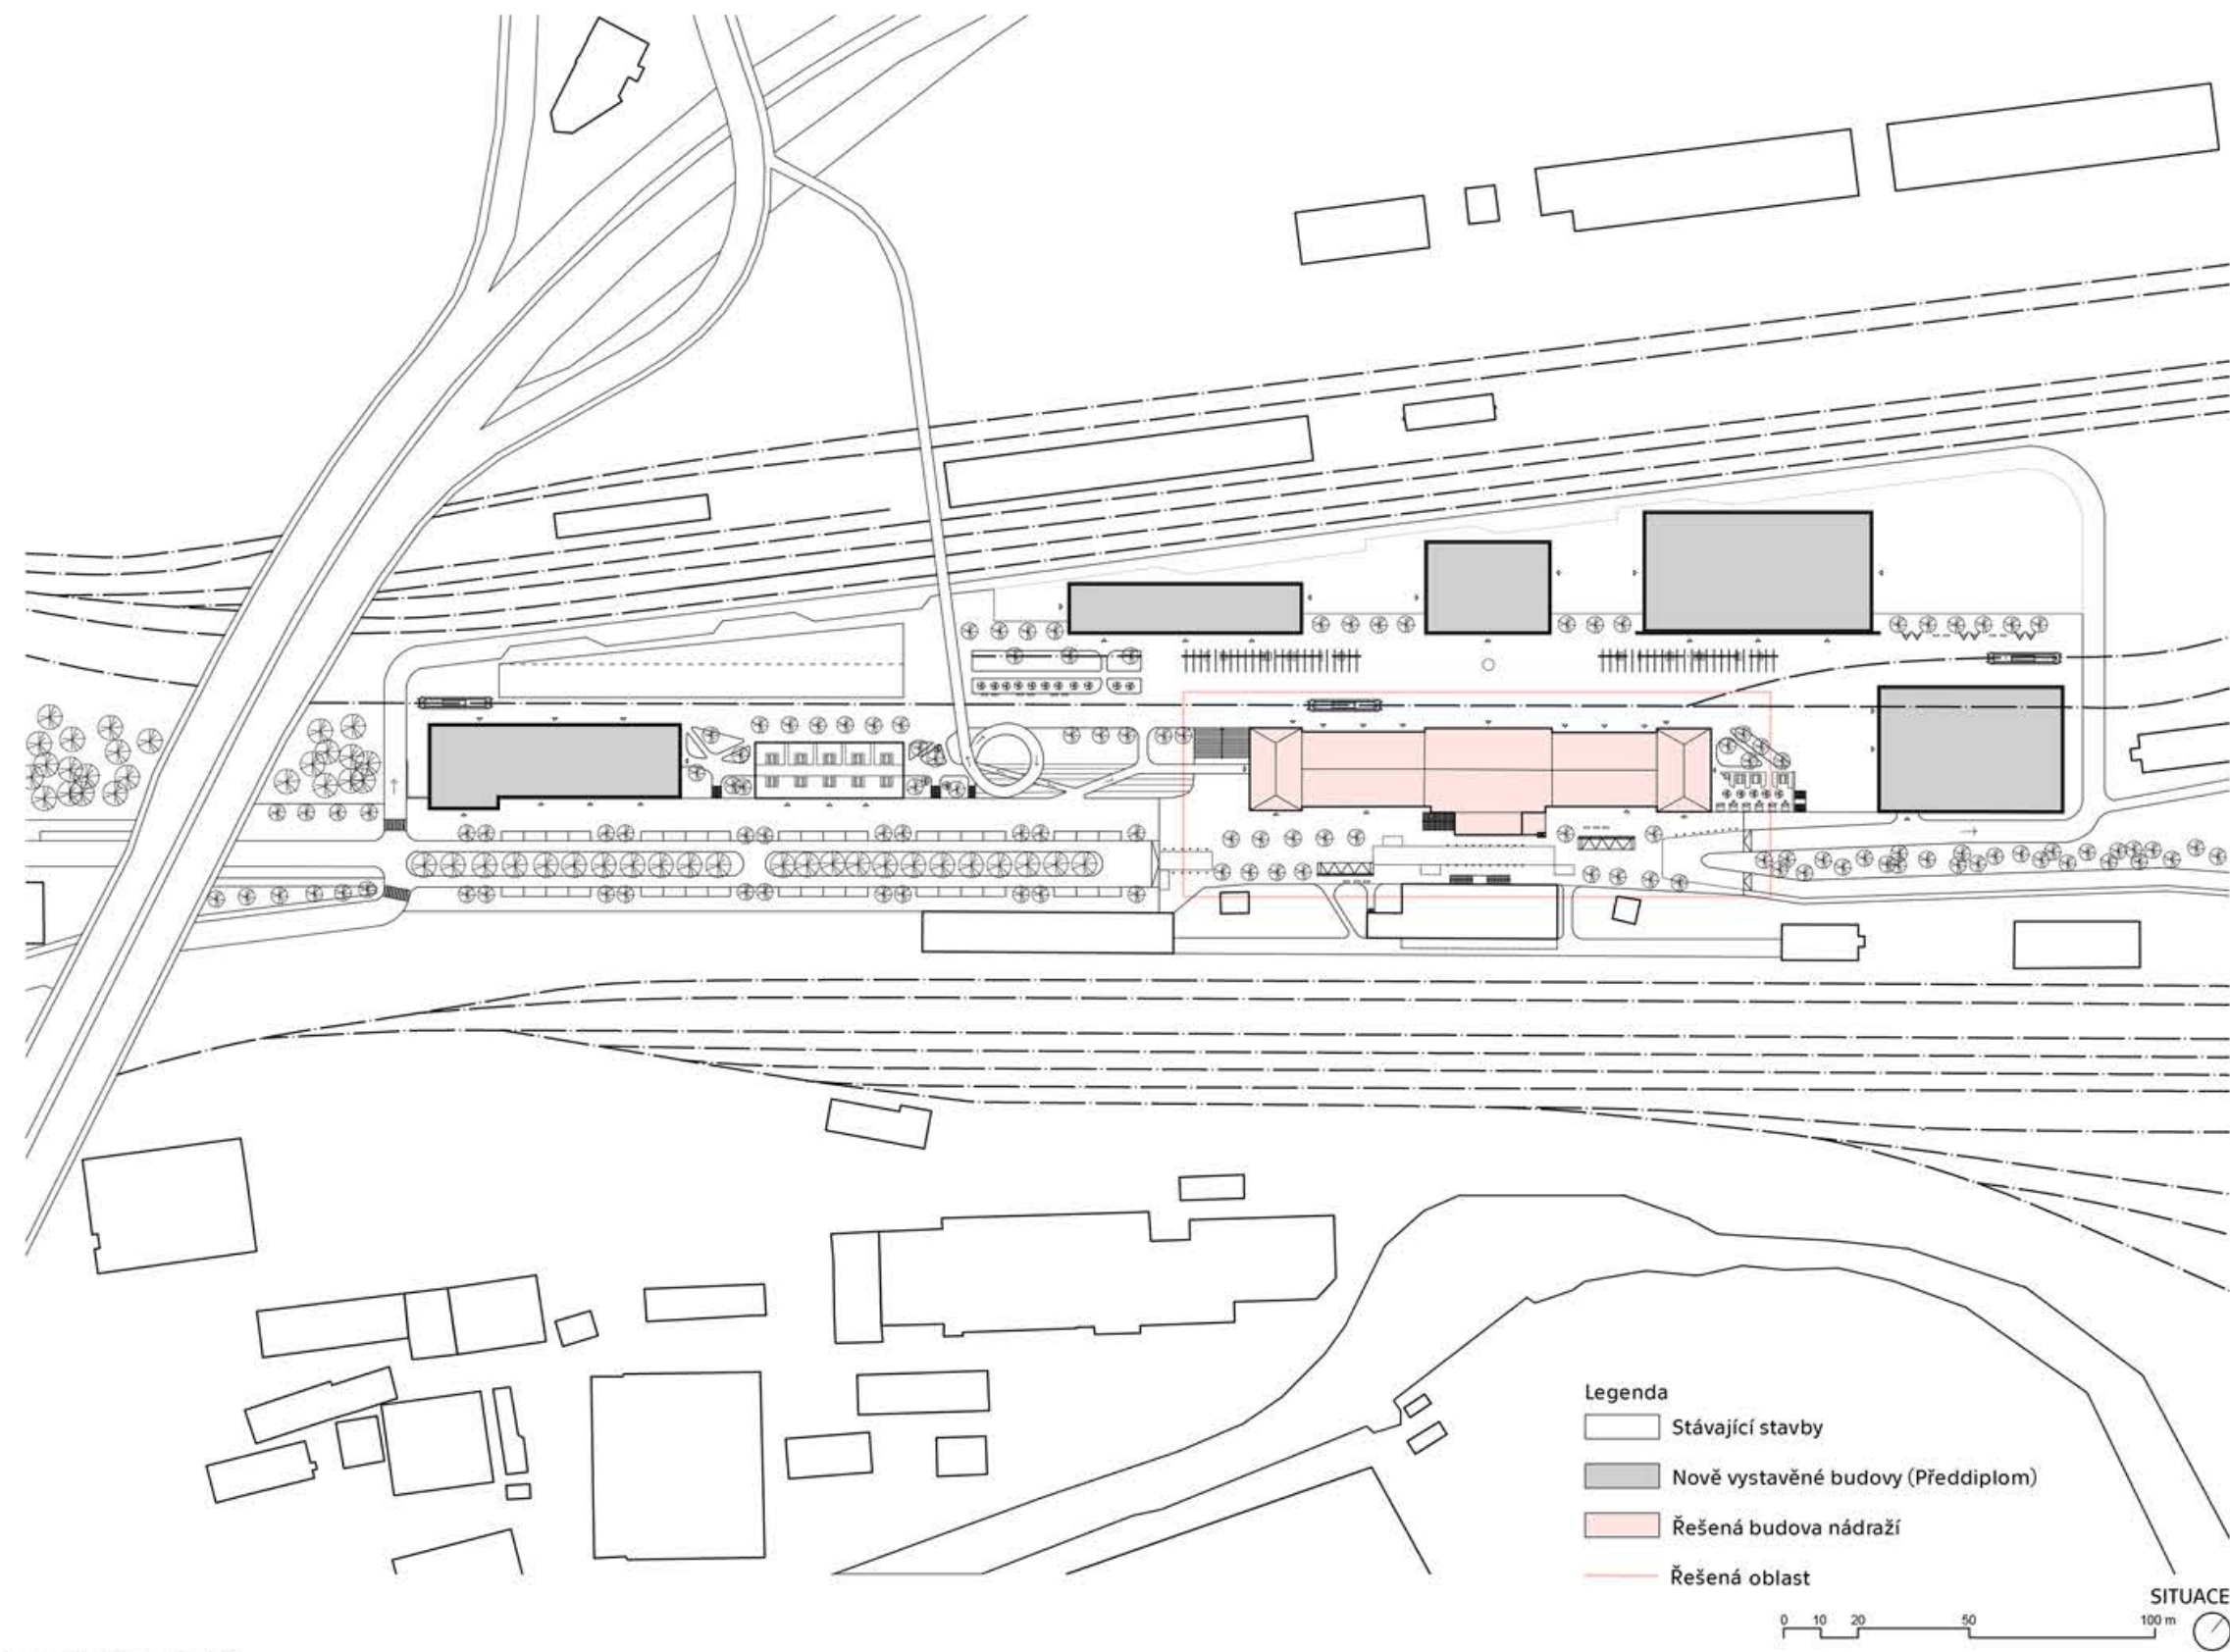 Legenda
Stávající stavby
Nově vystavěné budovy (Předdiplom)
Řešená budova nádraží
Řešená oblast
SITUACE
0 10 20 50 100 m